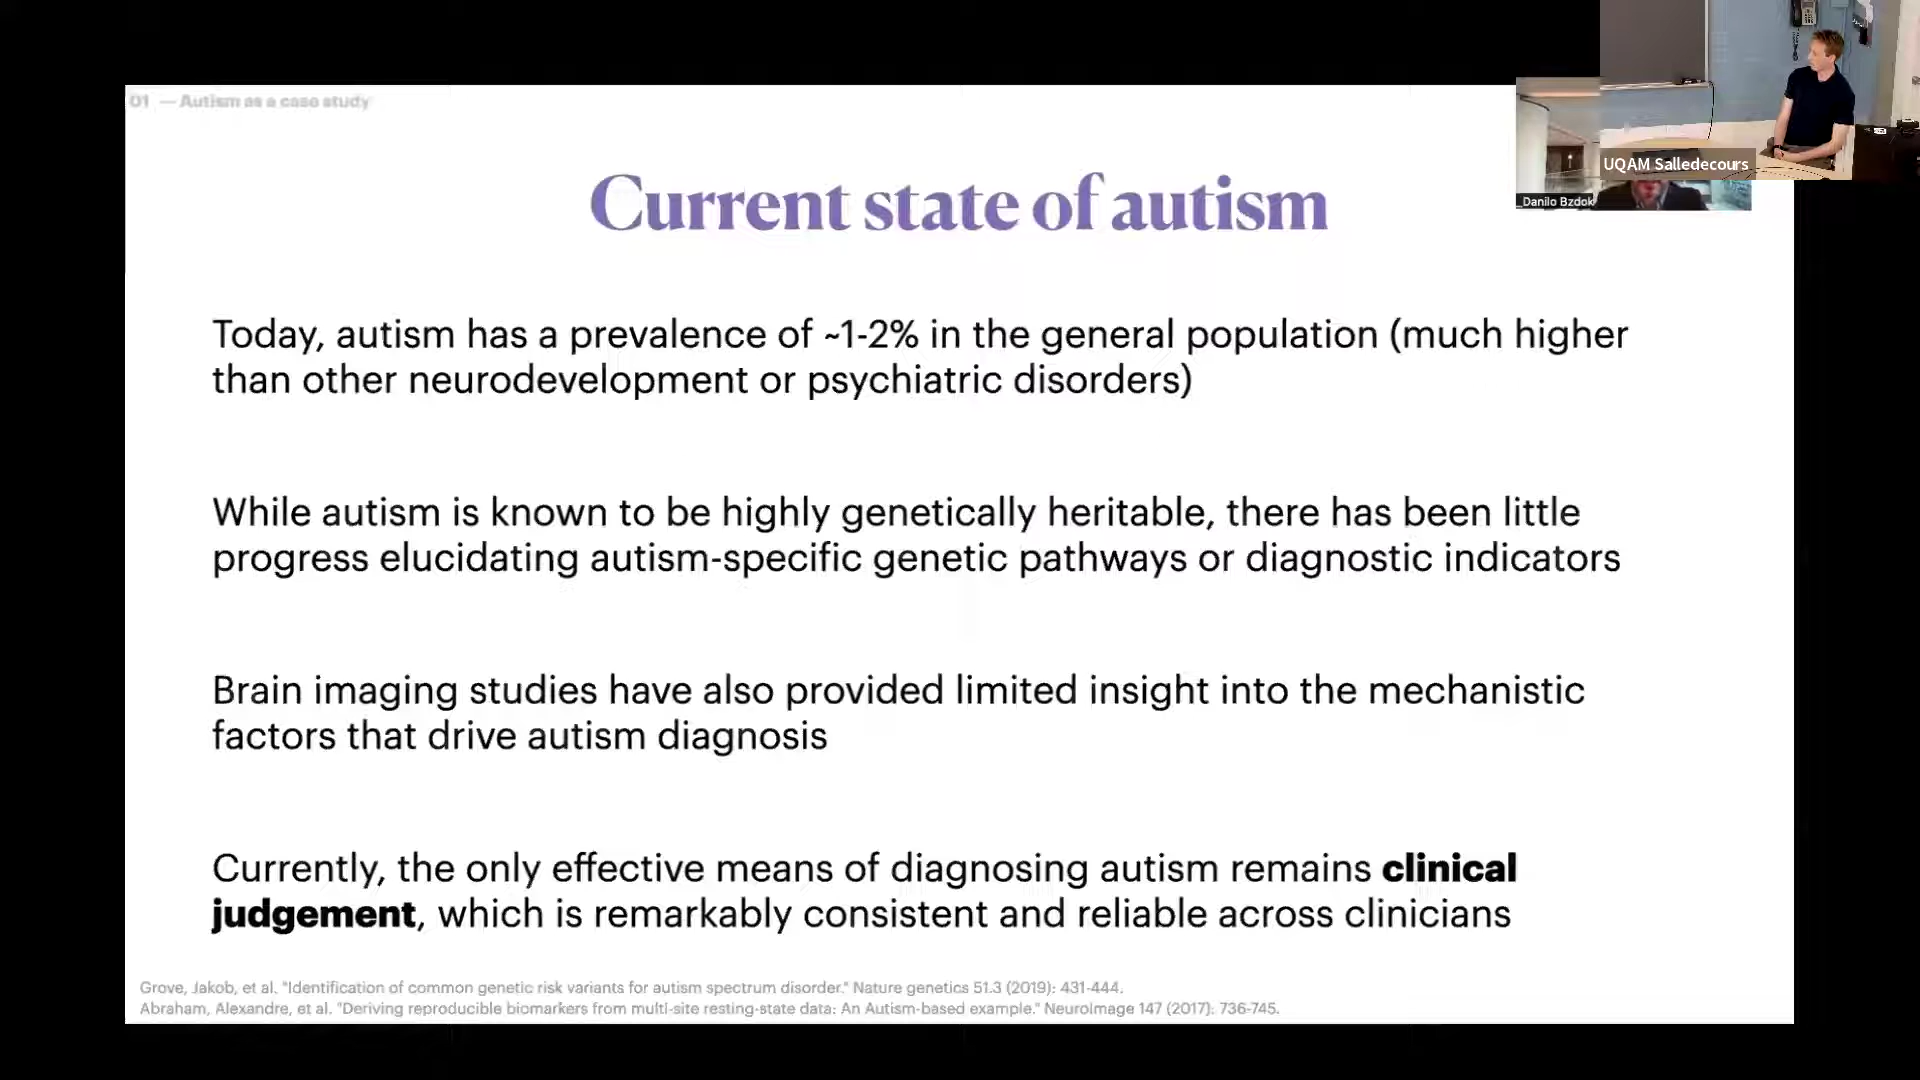 01 — Autism as a case study
UQAM Salledecours
Danilo Bzdok
Current state of autism
Today, autism has a prevalence of ~1-2% in the general population (much higher
than other neurodevelopment or psychiatric disorders)
While autism is known to be highly genetically heritable, there has been little
progress elucidating autism-specific genetic pathways or diagnostic indicators
Brain imaging studies have also provided limited insight into the mechanistic
factors that drive autism diagnosis
Currently, the only effective means of diagnosing autism remains clinical
judgement, which is remarkably consistent and reliable across clinicians
Grove, Jakob, et al. "Identification of common genetic risk variants for autism spectrum disorder." Nature genetics 51.3 (2019): 431-444.
Abraham, Alexandre, et al. "Deriving reproducible biomarkers from multi-site resting-state data: An Autism-based example." NeuroImage 147 (2017): 736-745.